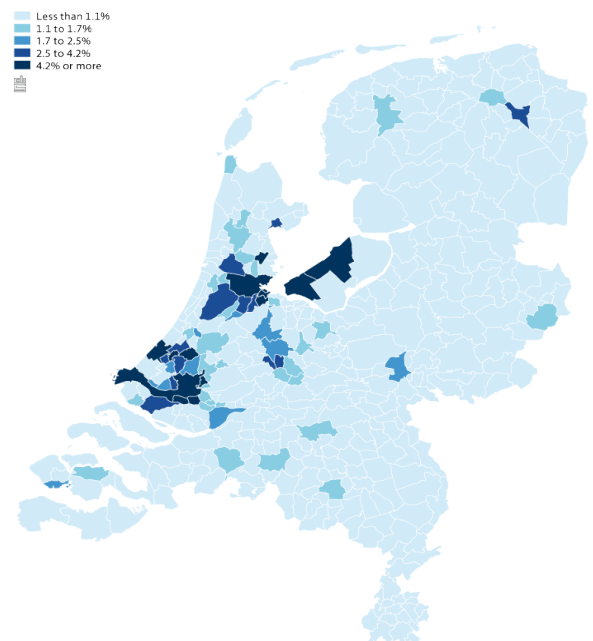 Less than 1.1%
1.1 to 1.7%
1.7 to 2.5%
2.5 to 4.2%
4.2% or more